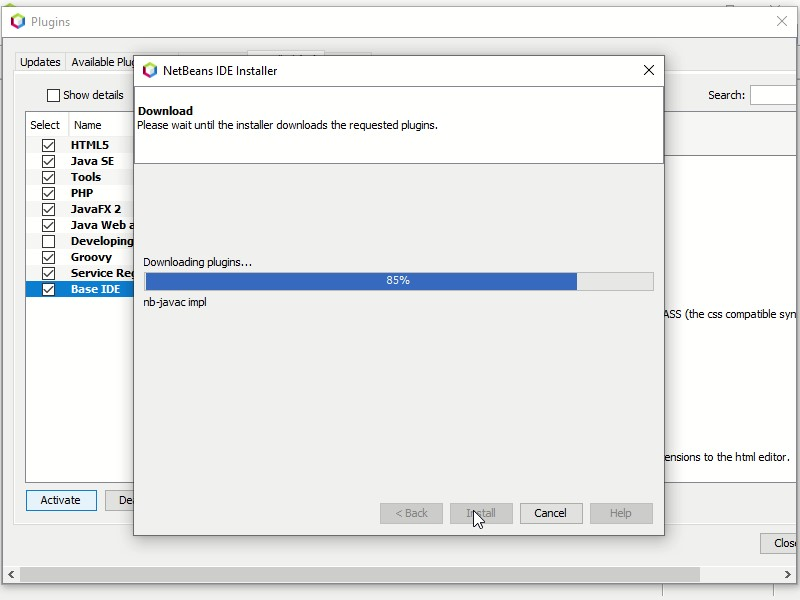 Plugins
Updates
Available Plu
NetBeans IDE Installer
Show details
Search:
Download
Please wait until the installer downloads the requested plugins.
Select Name
HTML5
Java SE
Tools
PHP
JavaFX 2
Java Web a
Developing
Groovy
Service Reg
Base IDE
Downloading plugins...
85%
nb-javac impl
ASS (the css compatible syn
ensions to the html editor.
Activate
De
< Back
Install
Cancel
Help
Close